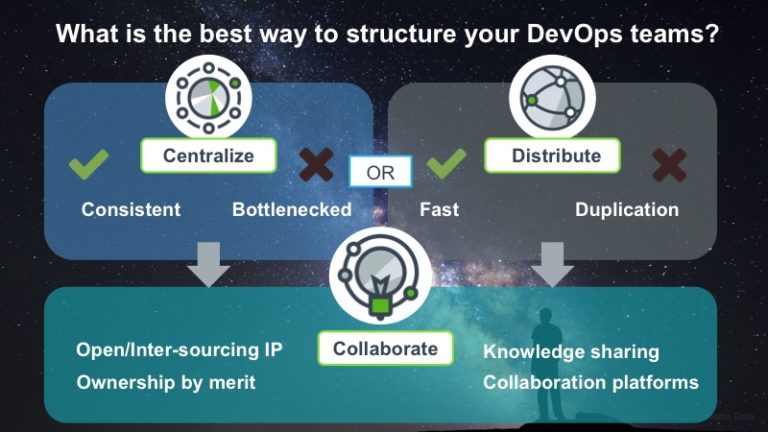 What is the best way to structure your DevOps teams?
Centralize
Consistent
Bottlenecked
OR
Distribute
Fast
Duplication
Collaborate
Open/Inter-sourcing IP
Ownership by merit
Knowledge sharing
Collaboration platforms
Data